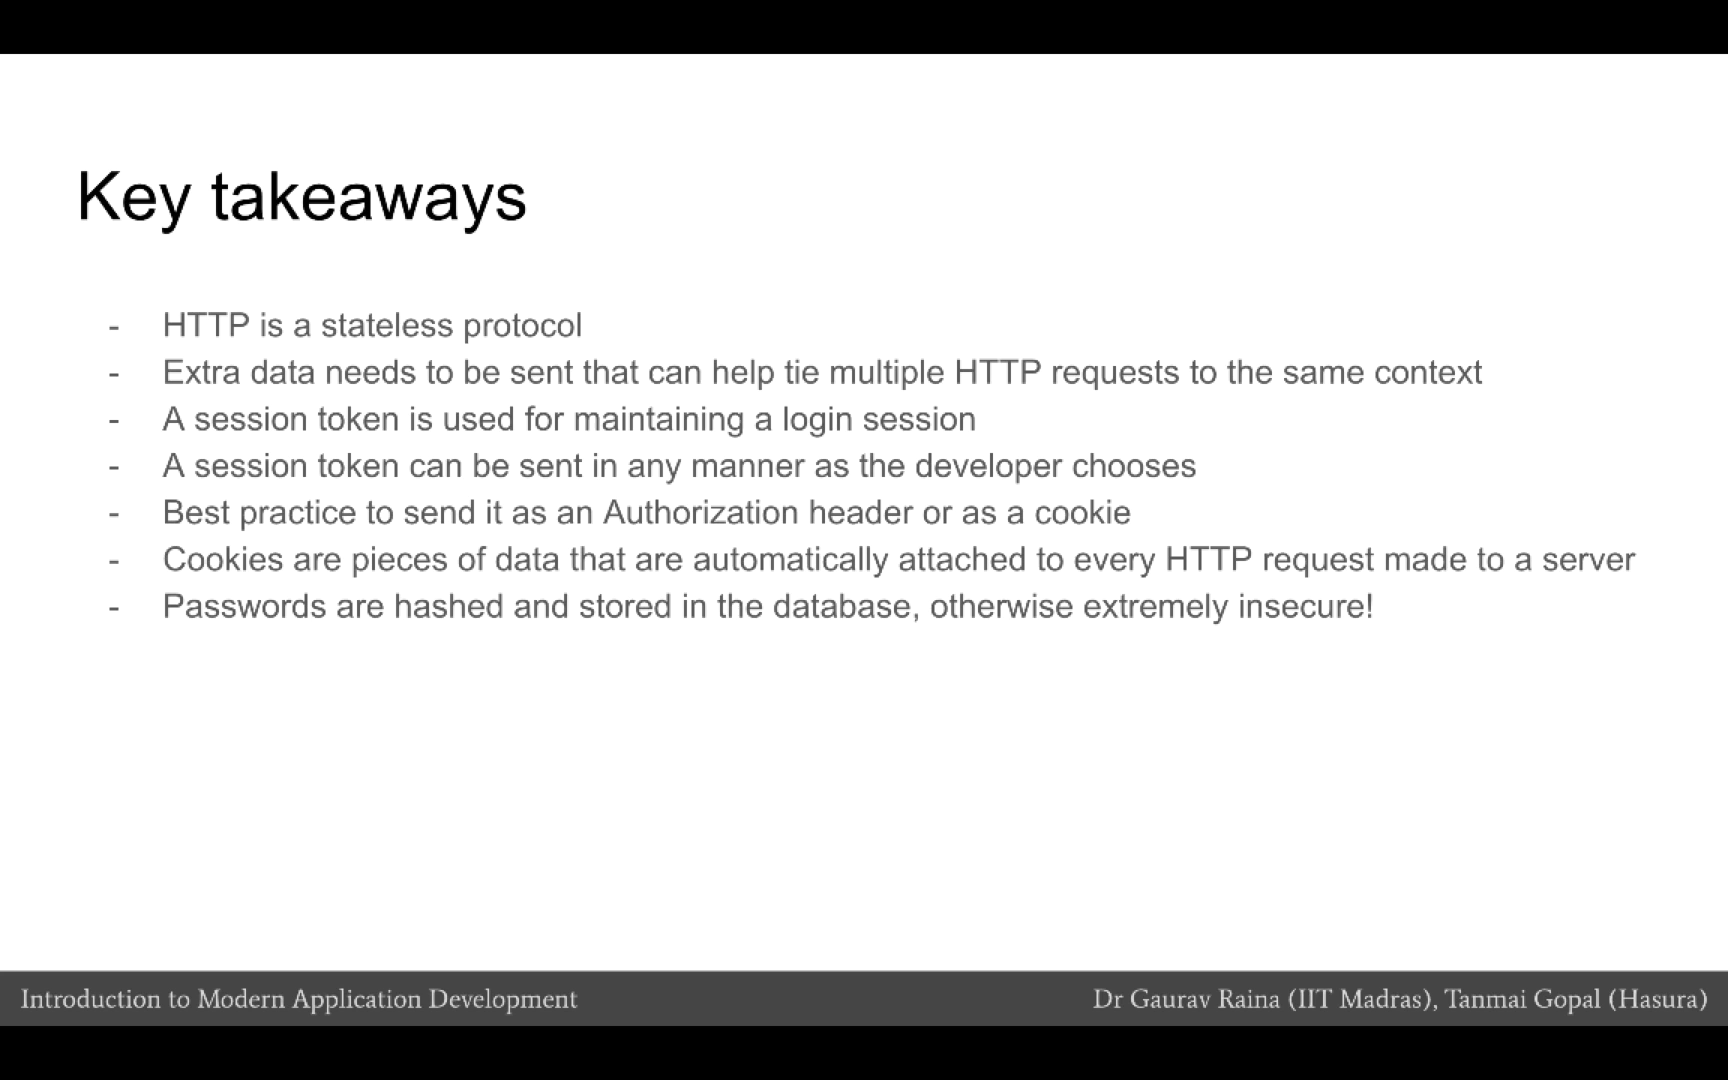 Key takeaways
- HTTP is a stateless protocol
- Extra data needs to be sent that can help tie multiple HTTP requests to the same context
- A session token is used for maintaining a login session
- A session token can be sent in any manner as the developer chooses
- Best practice to send it as an Authorization header or as a cookie
- Cookies are pieces of data that are automatically attached to every HTTP request made to a server
- Passwords are hashed and stored in the database, otherwise extremely insecure!
Introduction to Modern Application Development
Dr Gaurav Raina (IIT Madras), Tanmai Gopal (Hasura)